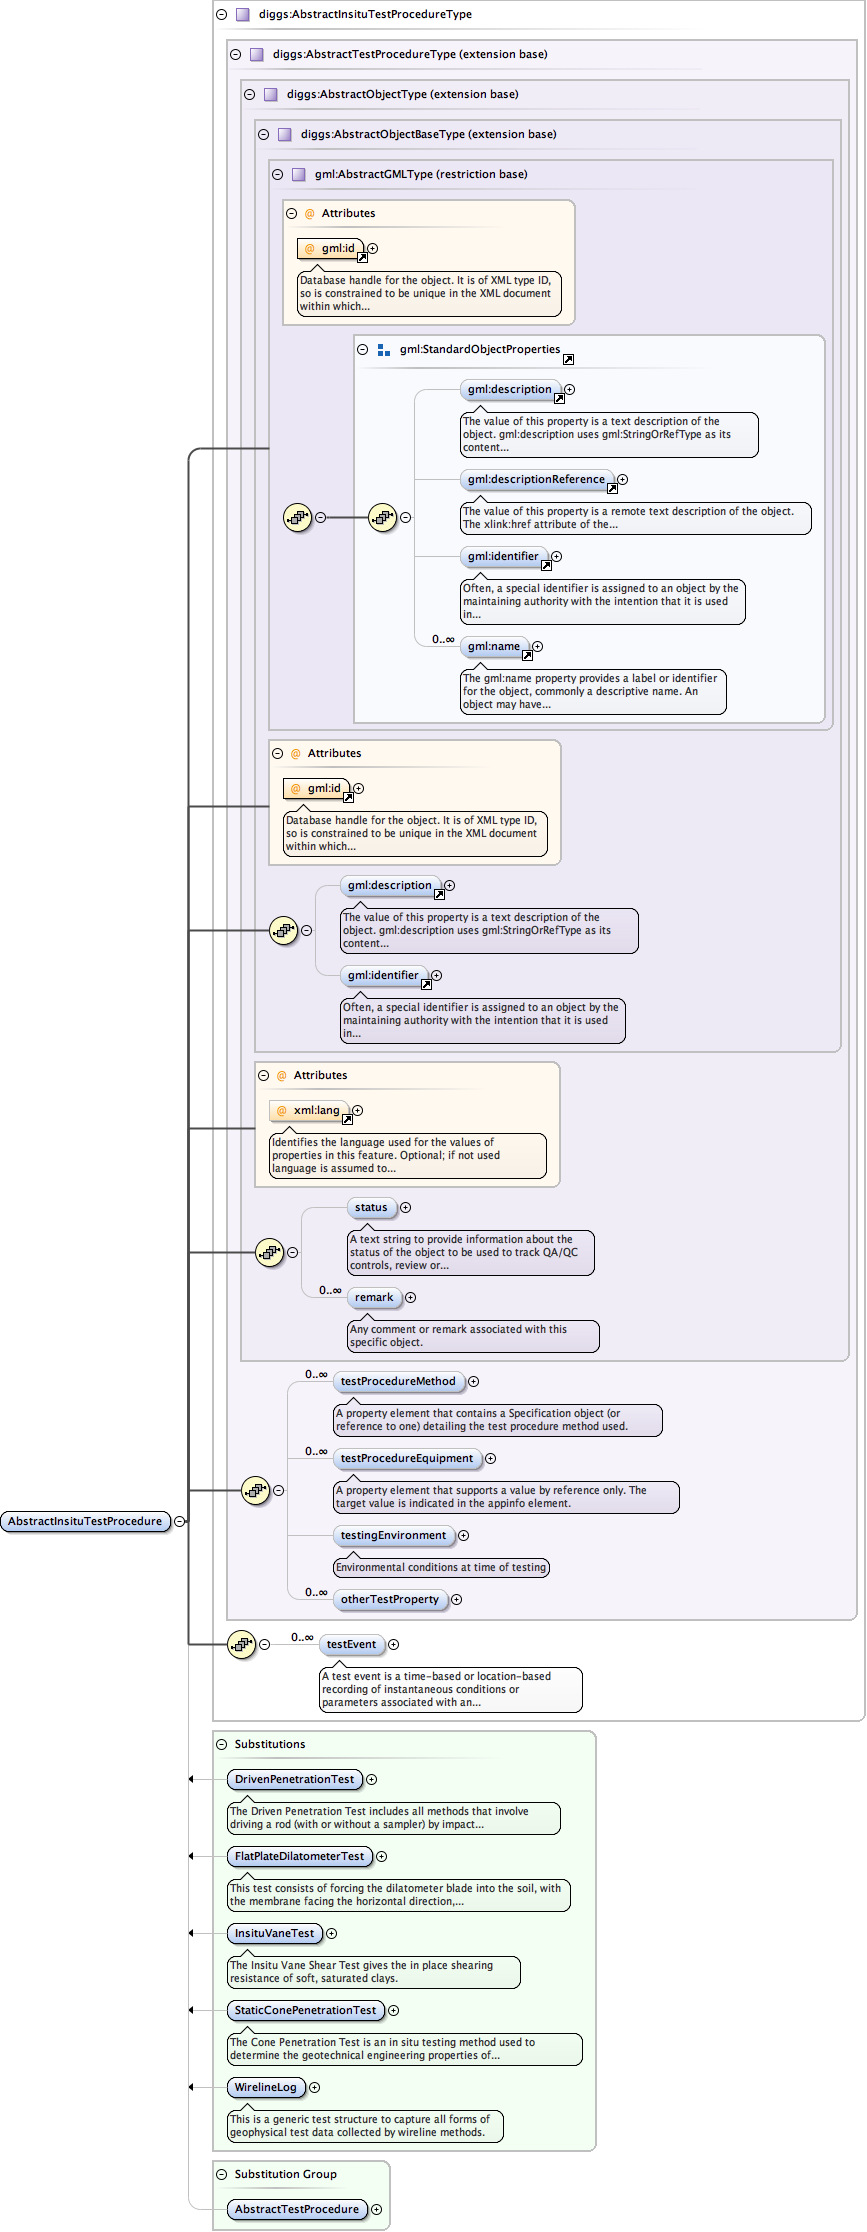 diggs:AbstractInsituTestProcedureType
diggs:AbstractTestProcedureType (extension base)
diggs:AbstractObjectType (extension base)
diggs:AbstractObjectBaseType (extension base)
gml:AbstractGMLType (restriction base)
@ Attributes
@ gml:id
Database handle for the object. It is of XML type ID,
so is constrained to be unique in the XML document
within which...
gml:StandardObjectProperties
gml:description
The value of this property is a text description of the
object. gml:description uses gml:StringOrRefType as its
content...
gml:descriptionReference
The value of this property is a remote text description of the object.
The xlink:href attribute of the...
gml:identifier
Often, a special identifier is assigned to an object by the
maintaining authority with the intention that it is used
in...
0..∞
gml:name
The gml:name property provides a label or identifier
for the object, commonly a descriptive name. An
object may have...
@ Attributes
@ gml:id
Database handle for the object. It is of XML type ID,
so is constrained to be unique in the XML document
within which...
gml:description
The value of this property is a text description of the
object. gml:description uses gml:StringOrRefType as its
content...
gml:identifier
Often, a special identifier is assigned to an object by the
maintaining authority with the intention that it is used
in...
@ Attributes
@ xml:lang
Identifies the language used for the values of
properties in this feature. Optional; if not used
language is assumed to...
status
A text string to provide information about the
status of the object to be used to track QA/QC
controls, review or...
0..∞
remark
Any comment or remark associated with this
specific object.
0..∞
testProcedureMethod
A property element that contains a Specification object (or
reference to one) detailing the test procedure method used.
0..∞
testProcedureEquipment
A property element that supports a value by reference only. The
target value is indicated in the appinfo element.
AbstractInsituTestProcedure
testingEnvironment
Environmental conditions at time of testing
0..∞
otherTestProperty
0..∞
testEvent
A test event is a time-based or location-based
recording of instantaneous conditions or
parameters associated with an...
Substitutions
DrivenPenetrationTest
The Driven Penetration Test includes all methods that involve
driving a rod (with or without a sampler) by impact...
FlatPlateDilatometerTest
This test consists of forcing the dilatometer blade into the soil, with
the membrane facing the horizontal direction,...
InsituVaneTest
The Insitu Vane Shear Test gives the in place shearing
resistance of soft, saturated clays.
StaticConePenetrationTest
The Cone Penetration Test is an in situ testing method used to
determine the geotechnical engineering properties of...
WirelineLog
This is a generic test structure to capture all forms of
geophysical test data collected by wireline methods.
Substitution Group
AbstractTestProcedure